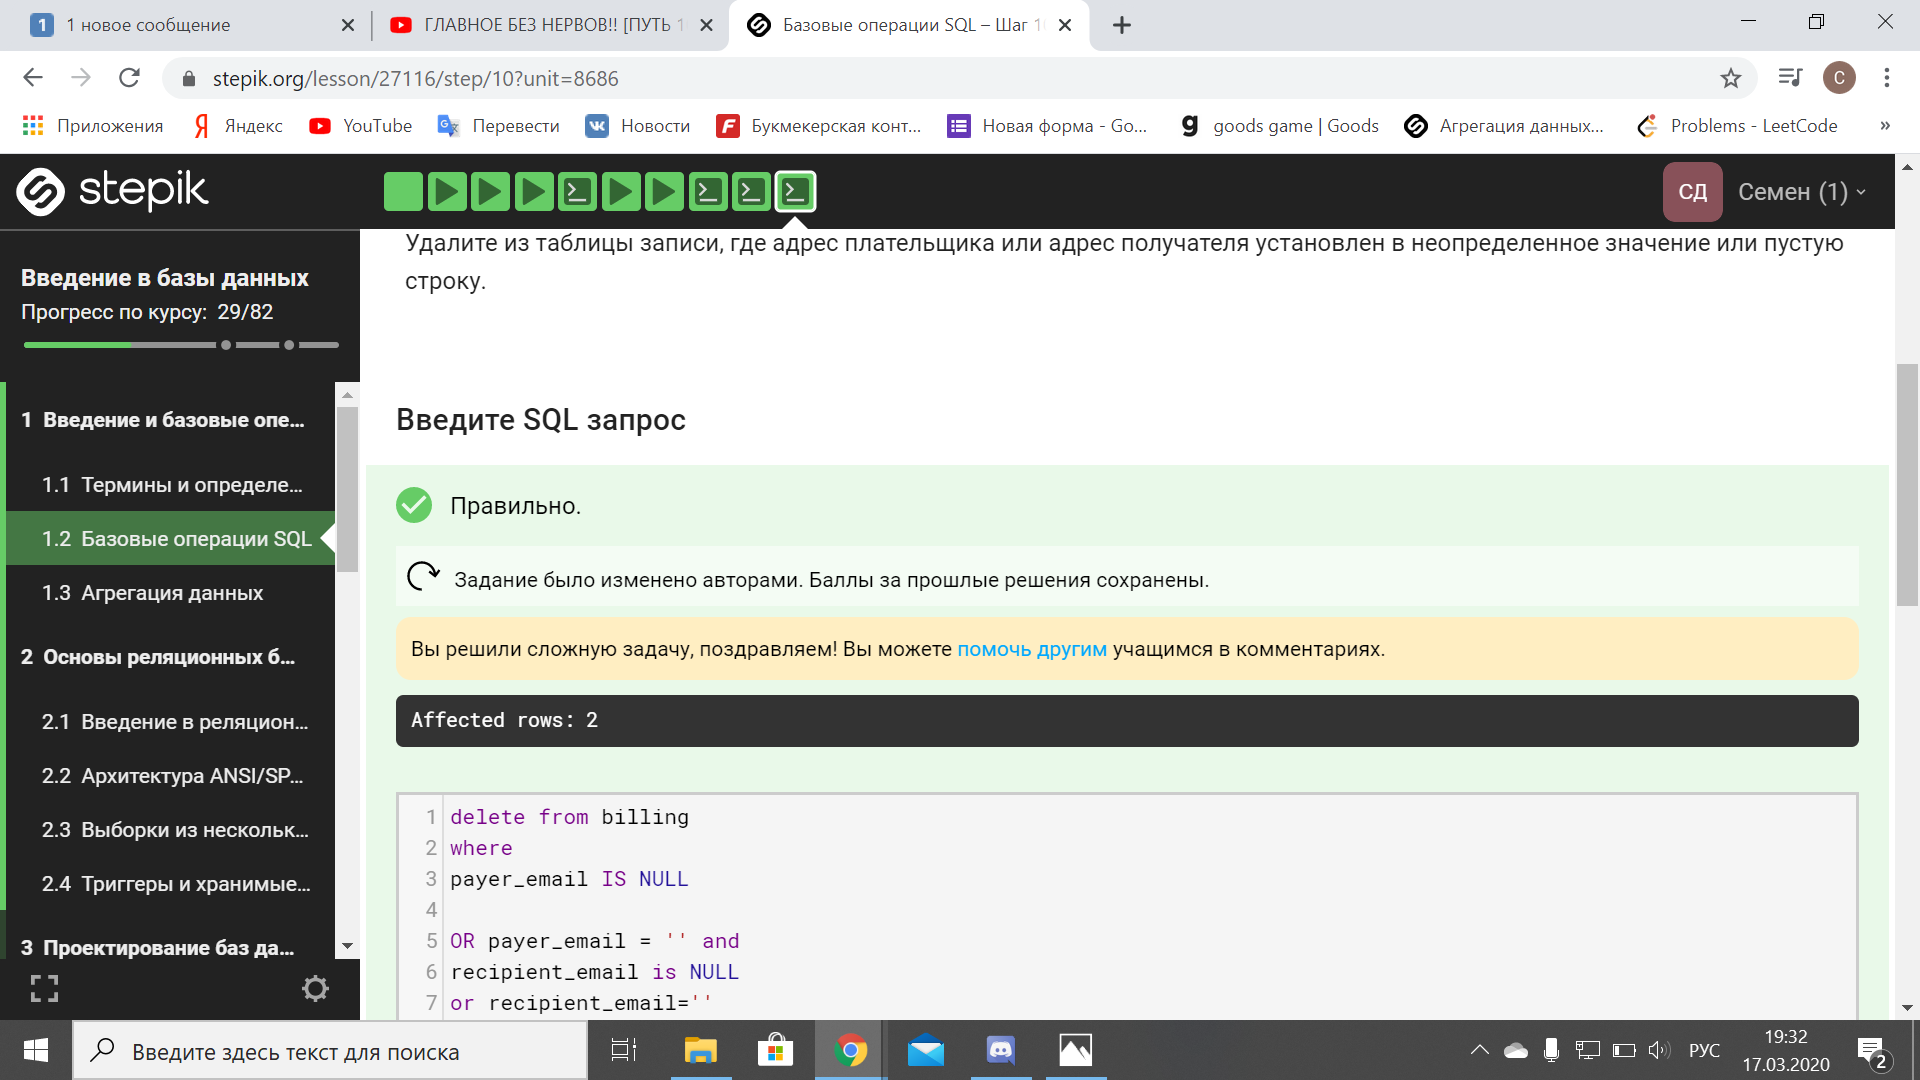 1 новое сообщение
ГЛАВНОЕ БЕЗ НЕРВОВ!! [ПУТЬ 1
Базовые операции SQL – Шаг 1
stepik.org/lesson/27116/step/10?unit=8686
C
Приложения
Яндекс
YouTube
Перевести
Новости
Букмекерская конт...
Новая форма - Go...
goods game | Goods
Агрегация данных...
Problems - LeetCode
»
stepik
СД
Семен (1)
Введение в базы данных
Прогресс по курсу: 29/82
1 Введение и базовые опе...
1.1 Термины и определе...
1.2 Базовые операции SQL
1.3 Агрегация данных
2 Основы реляционных б...
2.1 Введение в реляцион...
2.2 Архитектура ANSI/SP...
2.3 Выборки из нескольк...
2.4 Триггеры и хранимые...
3 Проектирование баз да...
Удалите из таблицы записи, где адрес плательщика или адрес получателя установлен в неопределенное значение или пустую
строку.
Введите SQL запрос
Правильно.
Задание было изменено авторами. Баллы за прошлые решения сохранены.
Вы решили сложную задачу, поздравляем! Вы можете помочь другим учащимся в комментариях.
Affected rows: 2
1 delete from billing
2 where
3 payer_email IS NULL
4
5 OR payer_email = '' and
6 recipient_email is NULL
7 or recipient_email=''
Введите здесь текст для поиска
РУС
19:32
17.03.2020
2